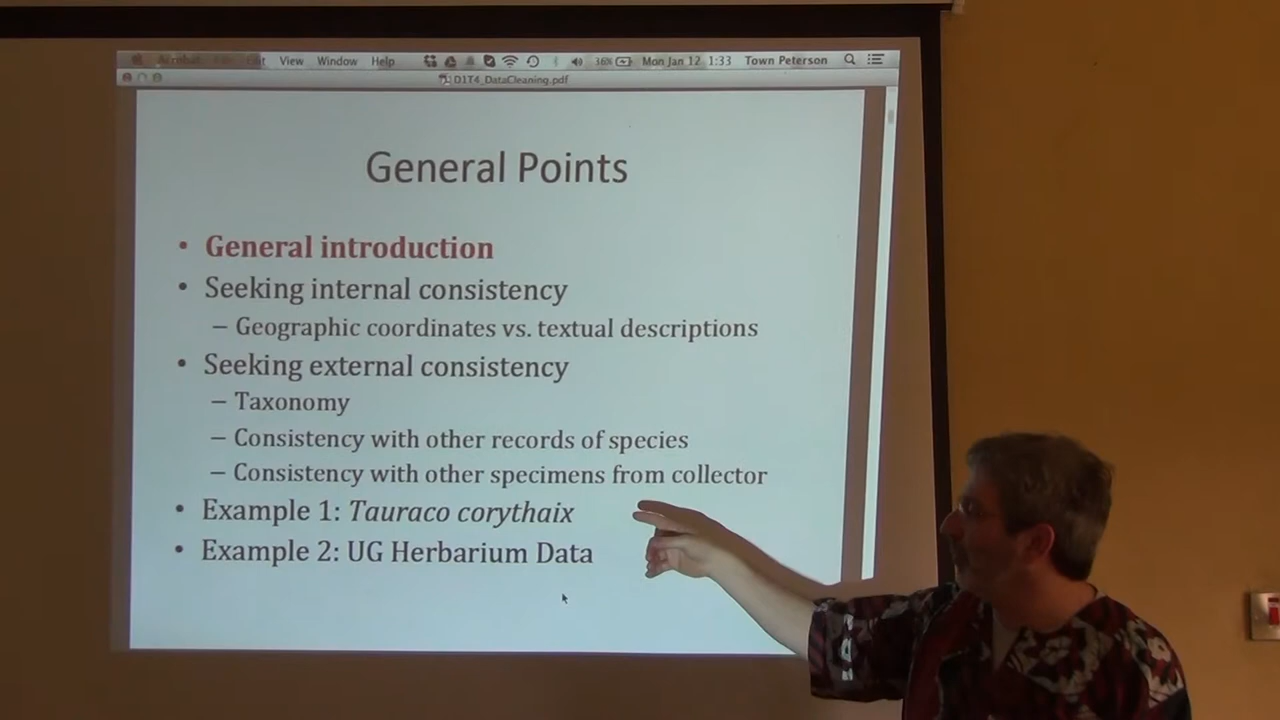 Acrobat File Edit View Window Help 36% Mon Jan 12 1:33 Town Peterson
D1T4_DataCleaning.pdf
General Points
• General introduction
• Seeking internal consistency
– Geographic coordinates vs. textual descriptions
• Seeking external consistency
– Taxonomy
– Consistency with other records of species
– Consistency with other specimens from collector
• Example 1: Tauraco corythaix
• Example 2: UG Herbarium Data